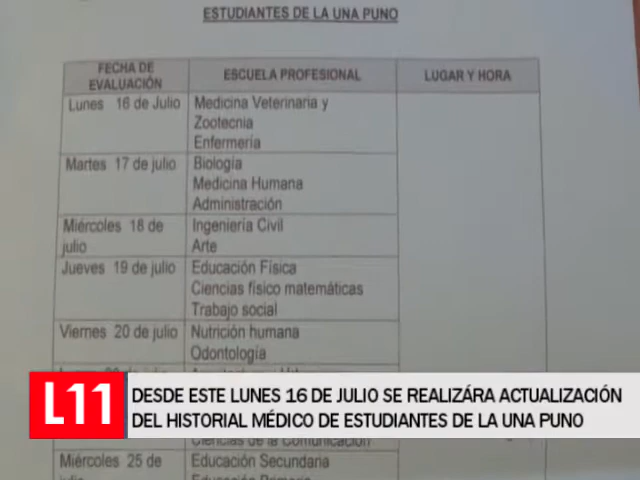 ESTUDIANTES DE LA UNA PUNO
FECHA DE EVALUACIÓN ESCUELA PROFESIONAL LUGAR Y HORA
Lunes 16 de Julio Medicina Veterinaria y
Zootecnia
Enfermería
Martes 17 de julio Biología
Medicina Humana
Administración
Miércoles 18 de julio Ingeniería Civil
Arte
Jueves 19 de julio Educación Física
Ciencias físico matemáticas
Trabajo social
Viernes 20 de julio Nutrición humana
Odontología
L11
DESDE ESTE LUNES 16 DE JULIO SE REALIZÁRA ACTUALIZACIÓN
DEL HISTORIAL MÉDICO DE ESTUDIANTES DE LA UNA PUNO
Ciencias de la Comunicación
Miércoles 25 de Educación Secundaria